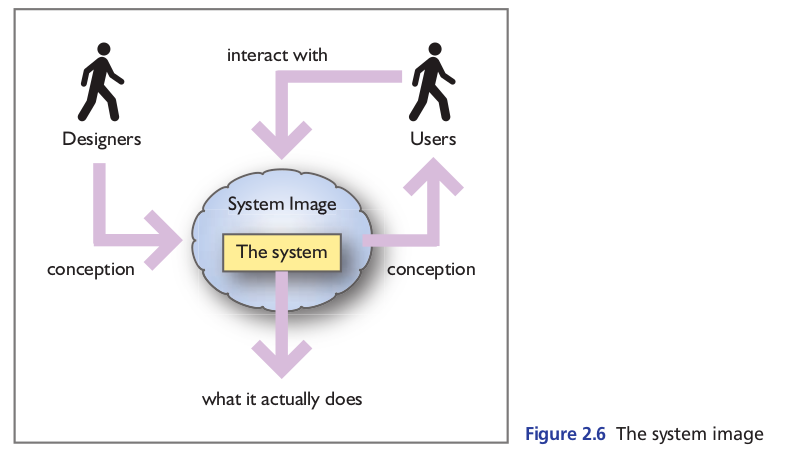 interact with
Designers
Users
System Image
The system
conception
conception
what it actually does
Figure 2.6 The system image